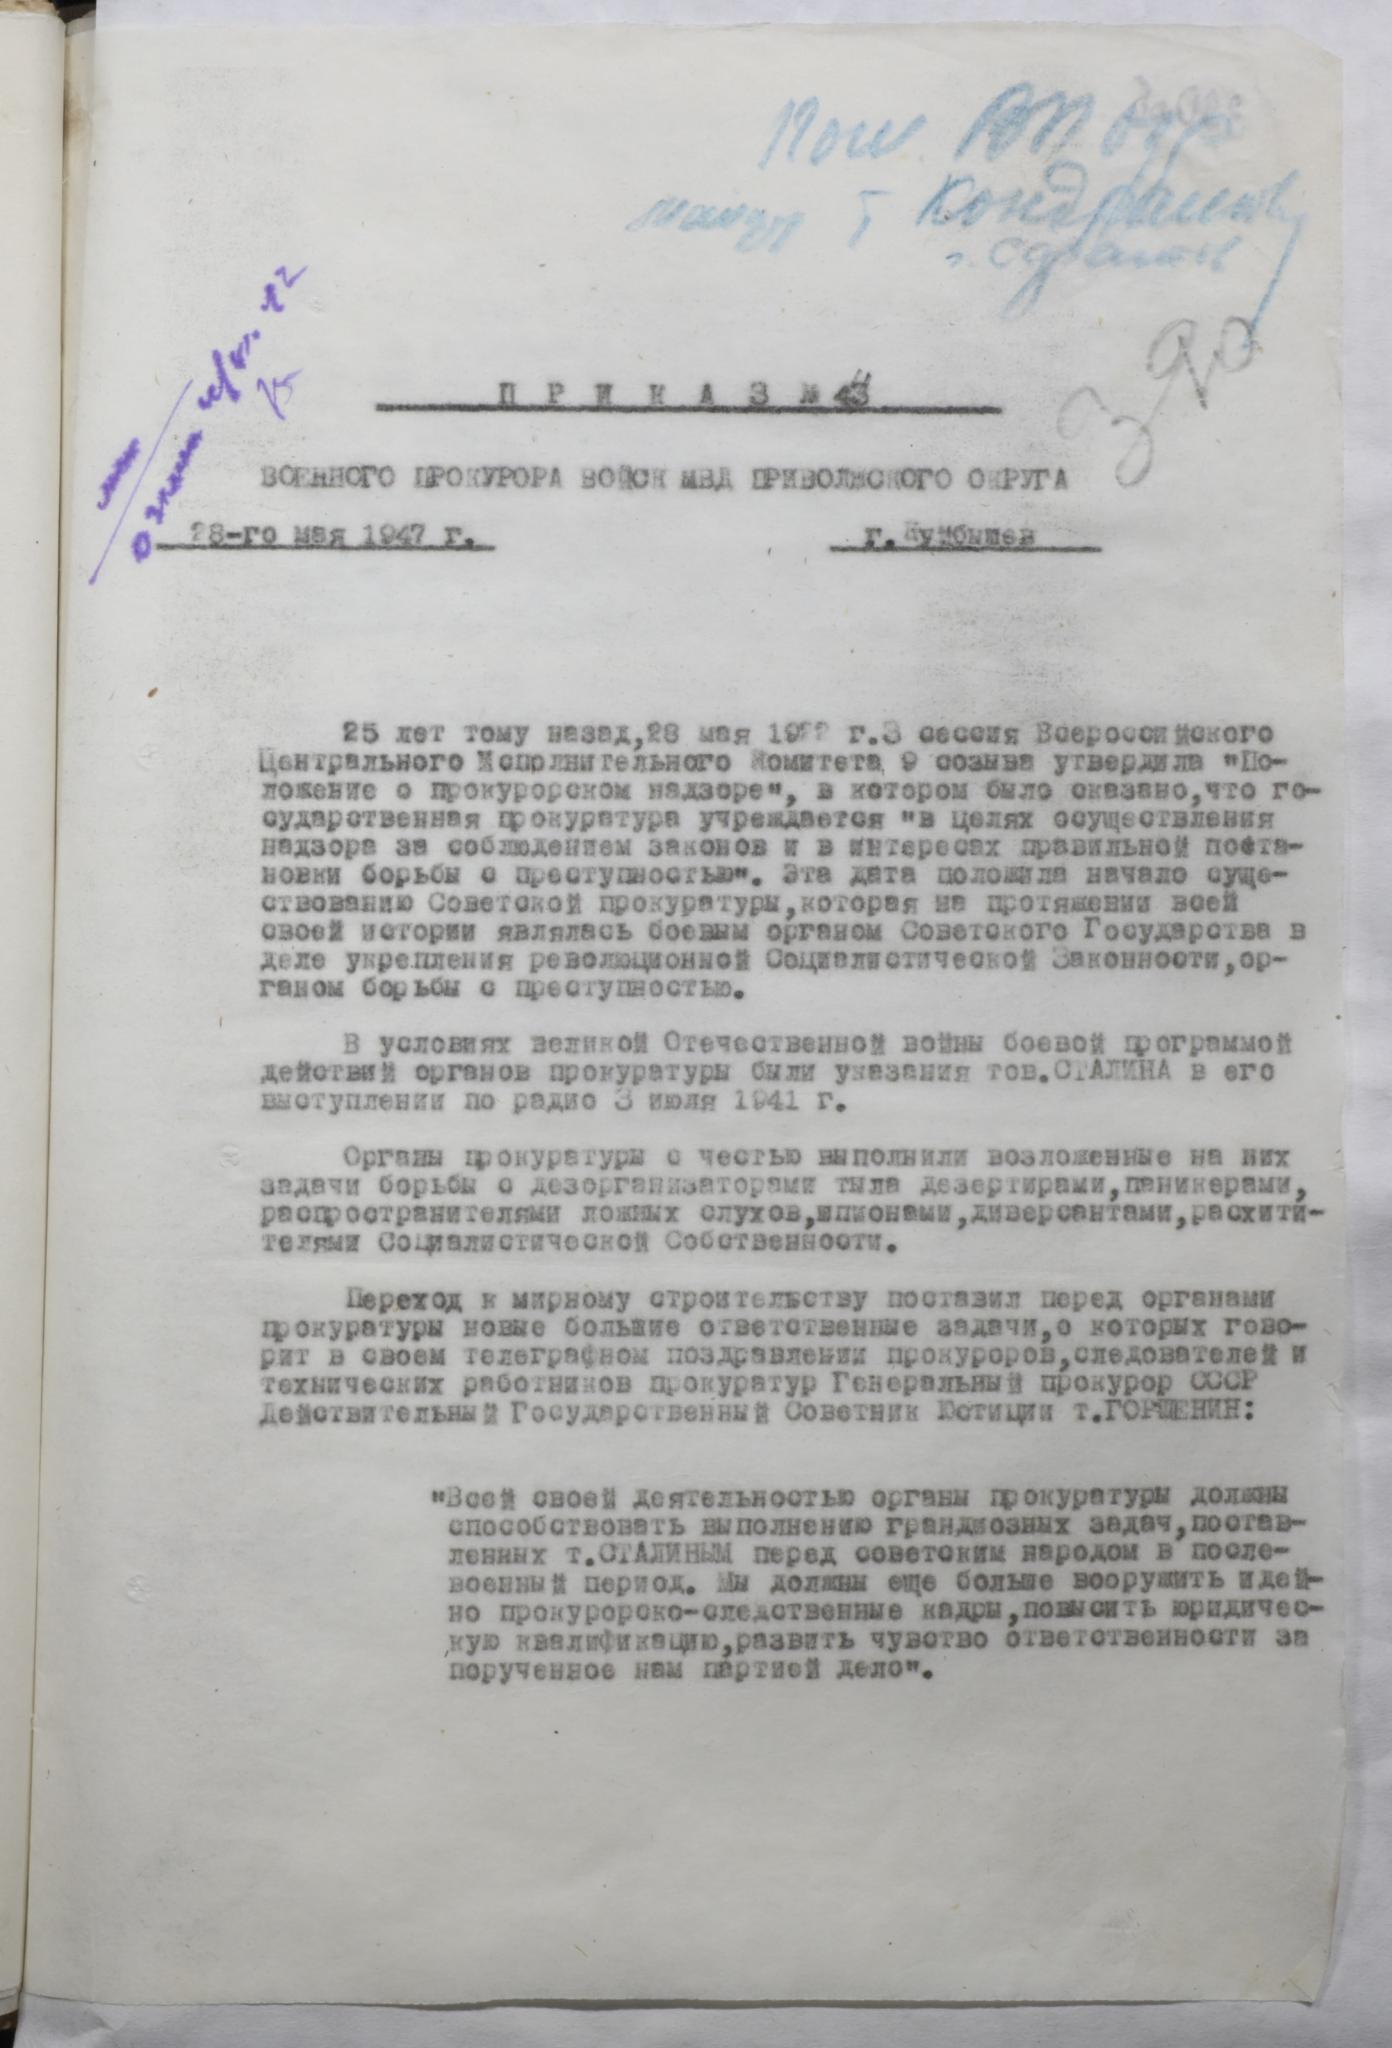 Кондрашову
П Р И К А З №
ВОЕННОГО ПРОКУРОРА ВОЙСК МВД ПРИВОЛЖСКОГО ОКРУГА
28-го мая 1947 г. г. Куйбышев
25 лет тому назад,28 мая 1922 г.3 сессия Всероссийского
Центрального Исполнительного Комитета 9 созыва утвердила "По-
ложение о прокурорском надзоре", в котором было сказано,что го-
сударственная прокуратура учреждается "в целях осуществления
надзора за соблюдением законов и в интересах правильной поста-
новки борьбы с преступностью". Эта дата положила начало суще-
ствованию Советской прокуратуры,которая на протяжении всей
своей истории являлась боевым органом Советского Государства в
деле укрепления революционной Социалистической Законности,ор-
ганом борьбы с преступностью.
В условиях великой Отечественной войны боевой программой
действий органов прокуратуры были указания тов.СТАЛИНА в его
выступлении по радио 3 июля 1941 г.
Органы прокуратуры с честью выполнили возложенные на них
задачи борьбы с дезорганизаторами тыла дезертирами,паникерами,
распространителями ложных слухов,шпионами,диверсантами,расхити-
телями Социалистической Собственности.
Переход к мирному строительству поставил перед органами
прокуратуры новые большие ответственные задачи,о которых гово-
рит в своем телеграфном поздравлении прокуроров,следователей и
технических работников прокуратур Генеральный прокурор СССР
Действительный Государственный Советник Юстиции т.ГОРШЕНИН:
"Всей своей деятельностью органы прокуратуры должны
способствовать выполнению грандиозных задач,постав-
ленных т.СТАЛИНЫМ перед советским народом в после-
военный период. Мы должны еще больше вооружить идей-
но прокурорско-следственные кадры,повысить юридичес-
кую квалификацию,развить чувство ответственности за
порученное нам партией дело".